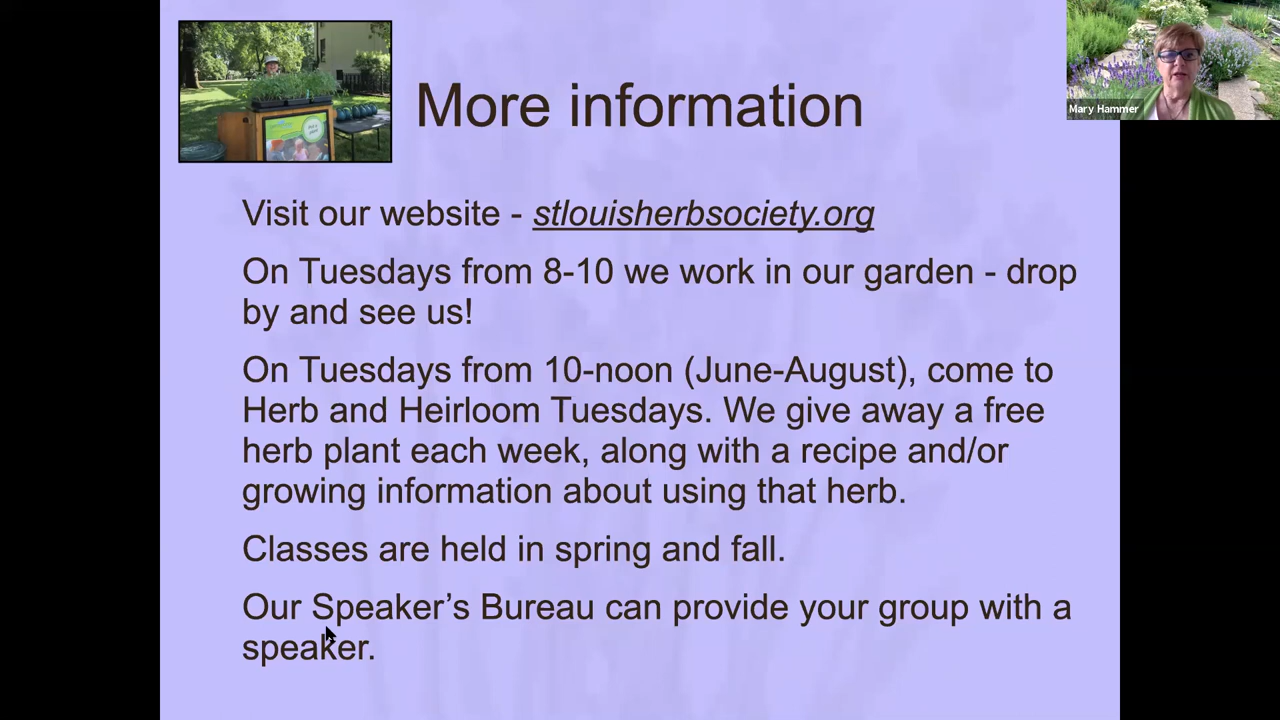 More information
Mary Hammer
Visit our website - stlouisherbsociety.org
On Tuesdays from 8-10 we work in our garden - drop
by and see us!
On Tuesdays from 10-noon (June-August), come to
Herb and Heirloom Tuesdays. We give away a free
herb plant each week, along with a recipe and/or
growing information about using that herb.
Classes are held in spring and fall.
Our Speaker’s Bureau can provide your group with a
speaker.